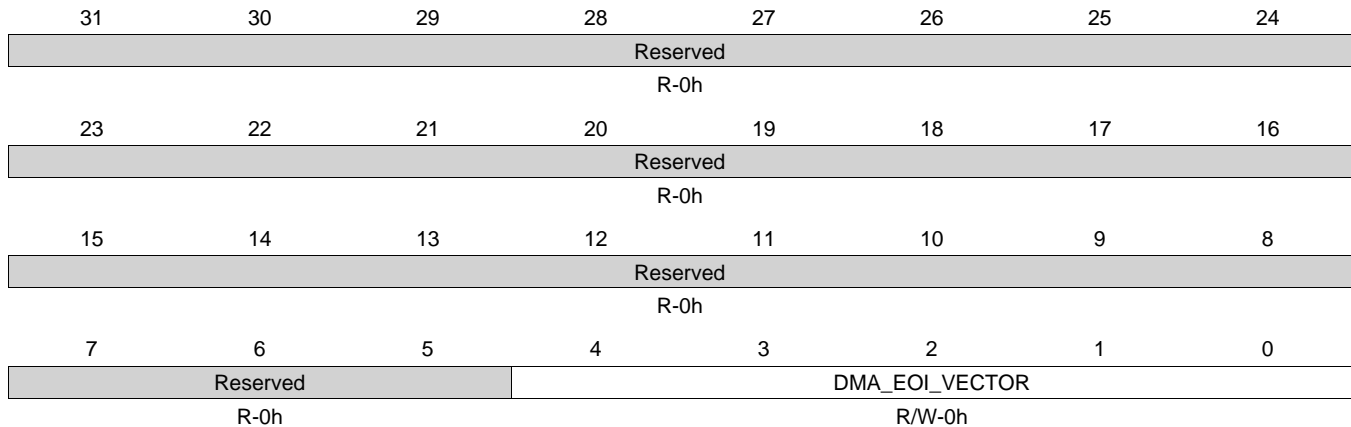 31 30 29 28 27 26 25 24
Reserved
R-0h
23 22 21 20 19 18 17 16
Reserved
R-0h
15 14 13 12 11 10 9 8
Reserved
R-0h
7 6 5 4 3 2 1 0
Reserved DMA_EOI_VECTOR
R-0h R/W-0h